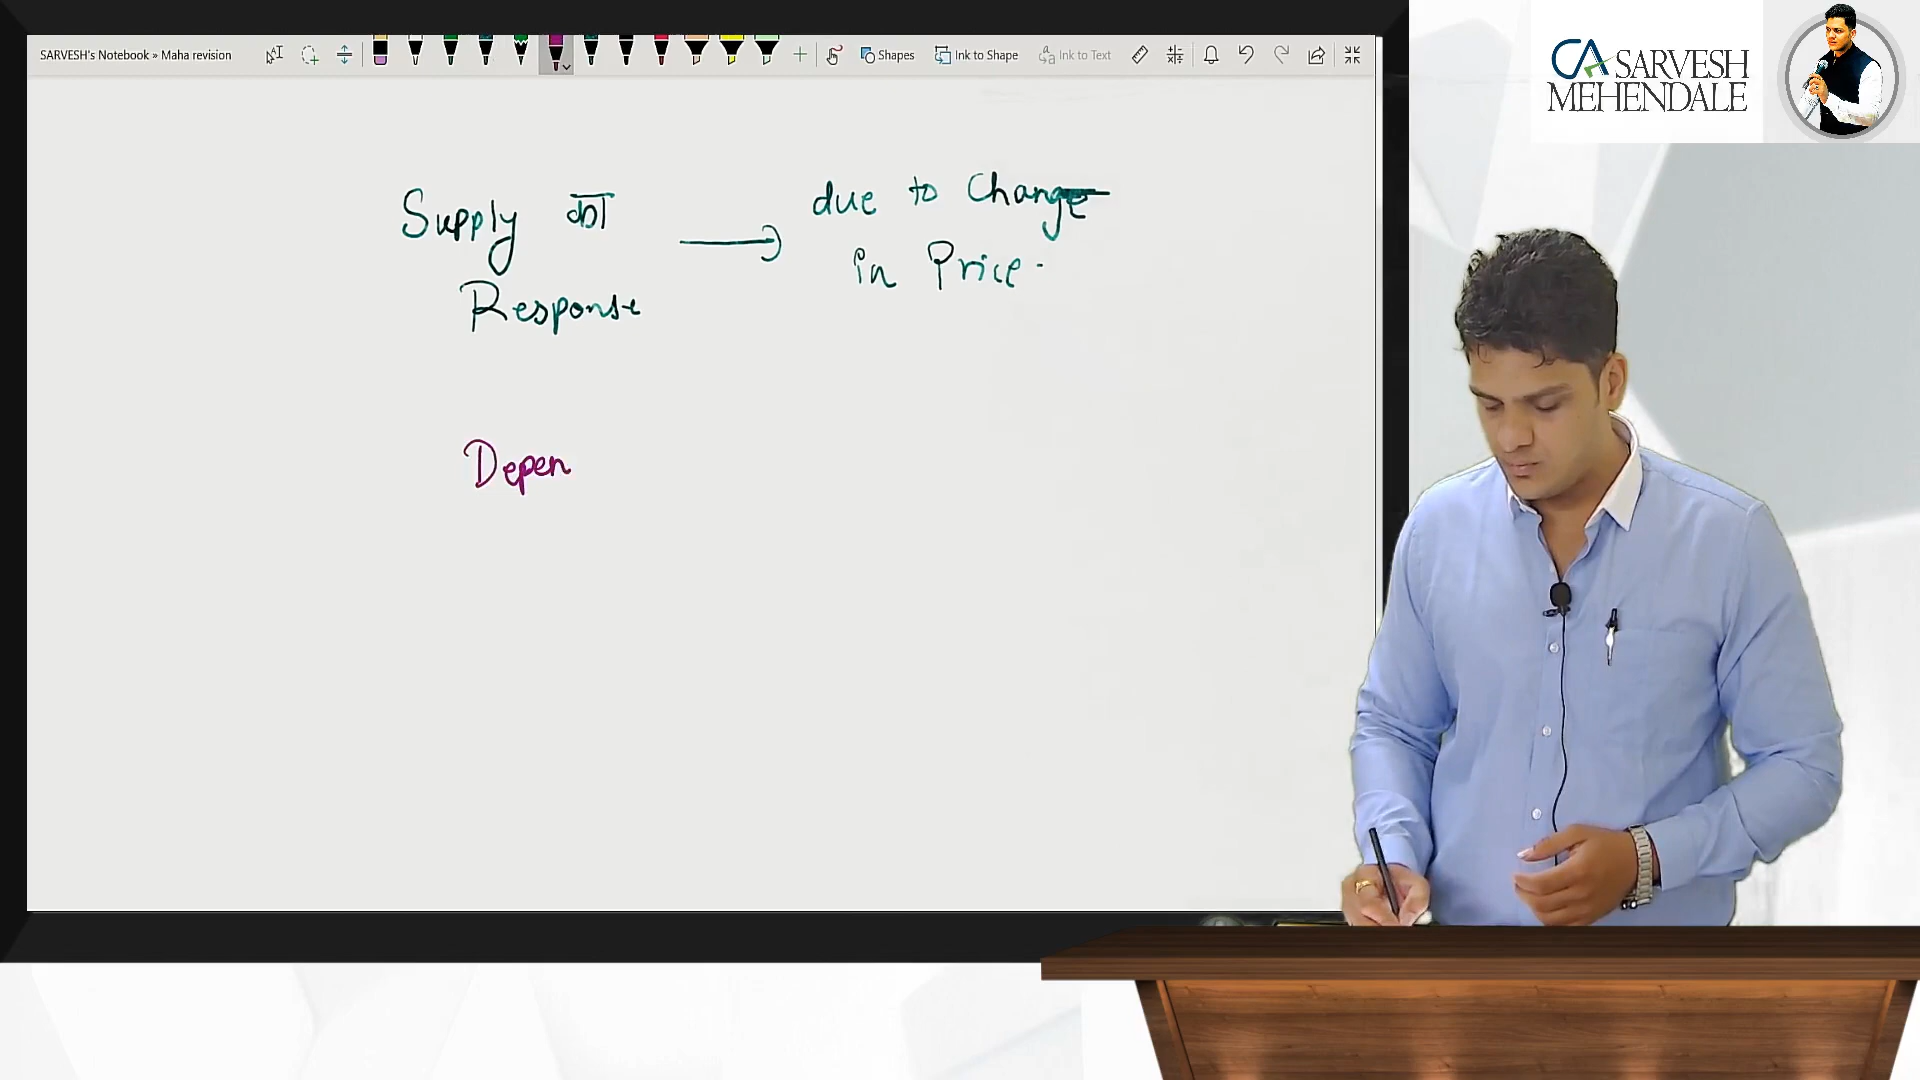 SARVESH's Notebook » Maha revision
Shapes
Ink to Shape
Ink to Text
CA SARVESH
MEHENDALE
Supply का
Response
due to Change
in Price.
Depen